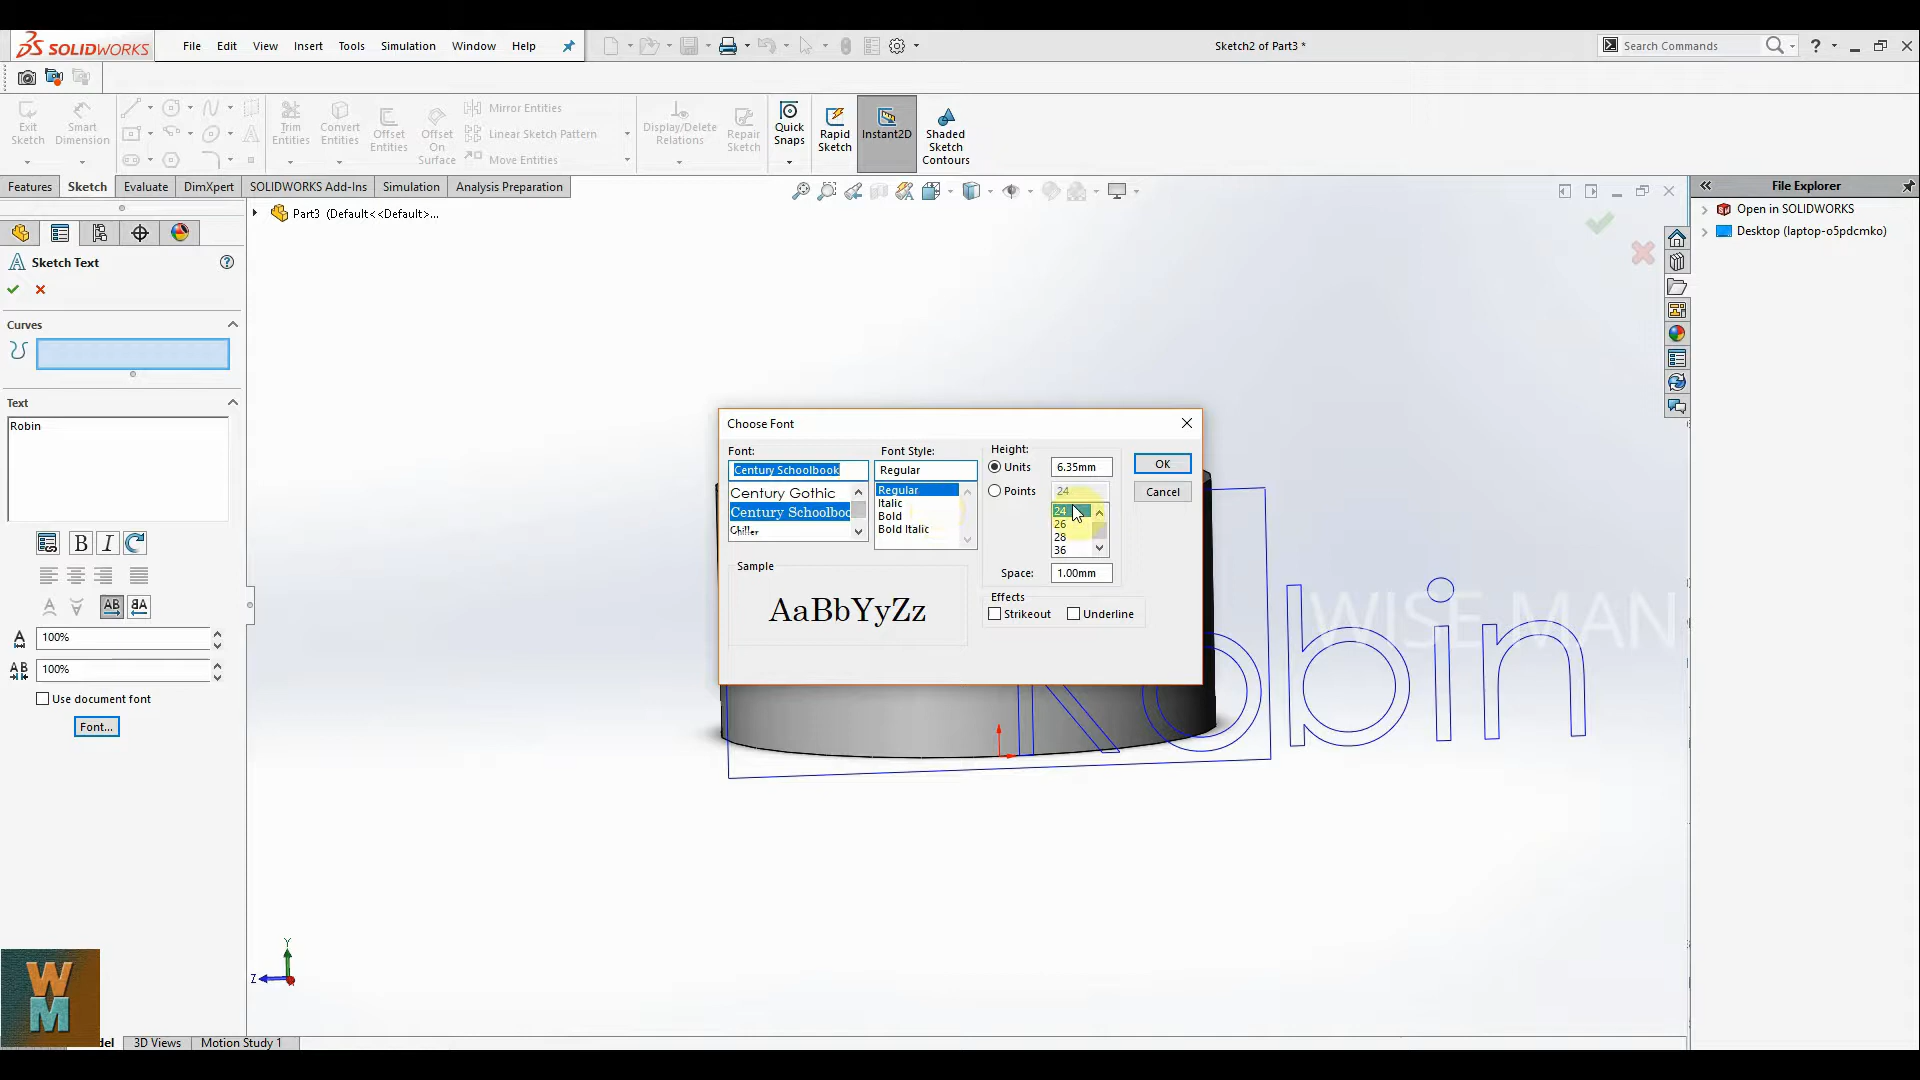 SOLIDWORKS File Edit View Insert Tools Simulation Window Help Sketch2 of Part3 * Search Commands ?
Exit Sketch Smart Dimension Trim Entities Convert Entities Offset Entities Offset On Surface Mirror Entities Linear Sketch Pattern Move Entities Display/Delete Relations Repair Sketch Quick Snaps Rapid Sketch Instant2D Shaded Sketch Contours
Features Sketch Evaluate DimXpert SOLIDWORKS Add-Ins Simulation Analysis Preparation
File Explorer
Open in SOLIDWORKS
Desktop (laptop-o5pdcmko)
Part3 (Default<<Default>...
Sketch Text
Curves
Text
Robin
B I
AB
100%
AB
100%
Use document font
Font...
Choose Font
Font: Font Style: Height:
Century Schoolbook Regular Units 6.35mm OK
Century Gothic Regular Points 24 Cancel
Century Schoolboo Italic 24
Chiller Bold 26
Bold Italic 28
36
Sample Space: 1.00mm
AaBbYyZz Effects
Strikeout Underline
WISE MAN
Robin
Y
Z
WM
del 3D Views Motion Study 1